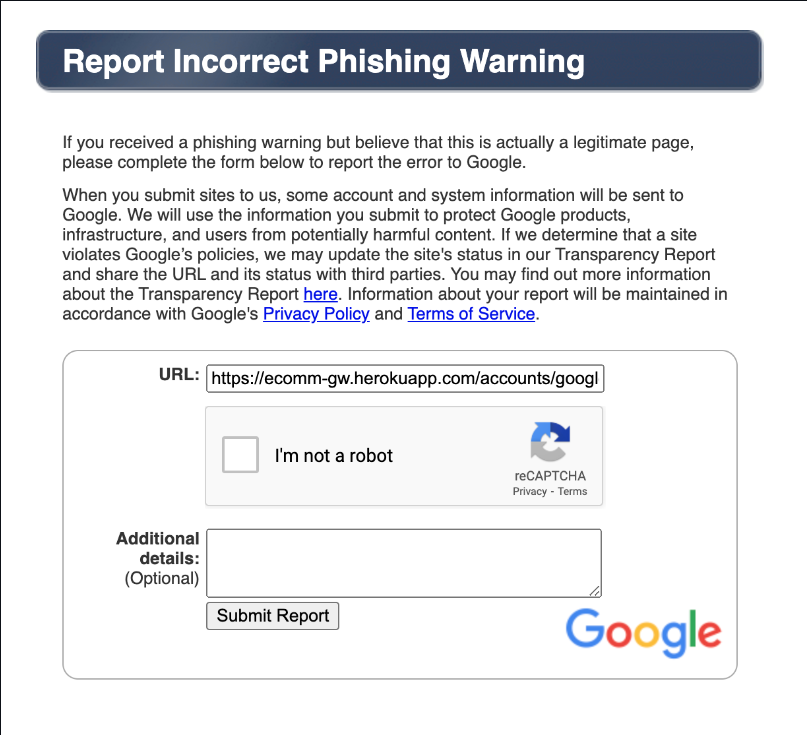 Report Incorrect Phishing Warning
If you received a phishing warning but believe that this is actually a legitimate page,
please complete the form below to report the error to Google.
When you submit sites to us, some account and system information will be sent to
Google. We will use the information you submit to protect Google products,
infrastructure, and users from potentially harmful content. If we determine that a site
violates Google's policies, we may update the site's status in our Transparency Report
and share the URL and its status with third parties. You may find out more information
about the Transparency Report here. Information about your report will be maintained in
accordance with Google's Privacy Policy and Terms of Service.
URL: https://ecomm-gw.herokuapp.com/accounts/googl
I'm not a robot
reCAPTCHA
Privacy - Terms
Additional
details:
(Optional)
Submit Report
Google